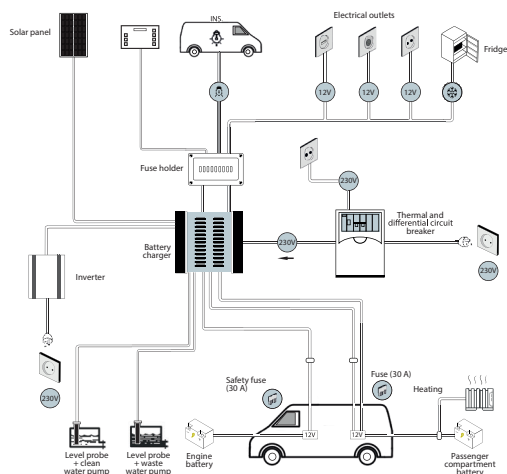 INS.
Electrical outlets
Solar panel
Fridge
12V
12V
12V
Fuse holder
230V
Thermal and
differential circuit
breaker
Battery
charger
230V
230V
Inverter
230V
Safety fuse
(30 A)
Fuse (30 A)
Heating
12V
12V
Level probe
+ clean
water pump
Level probe
+ waste
water pump
Engine
battery
Passenger
compartment
battery